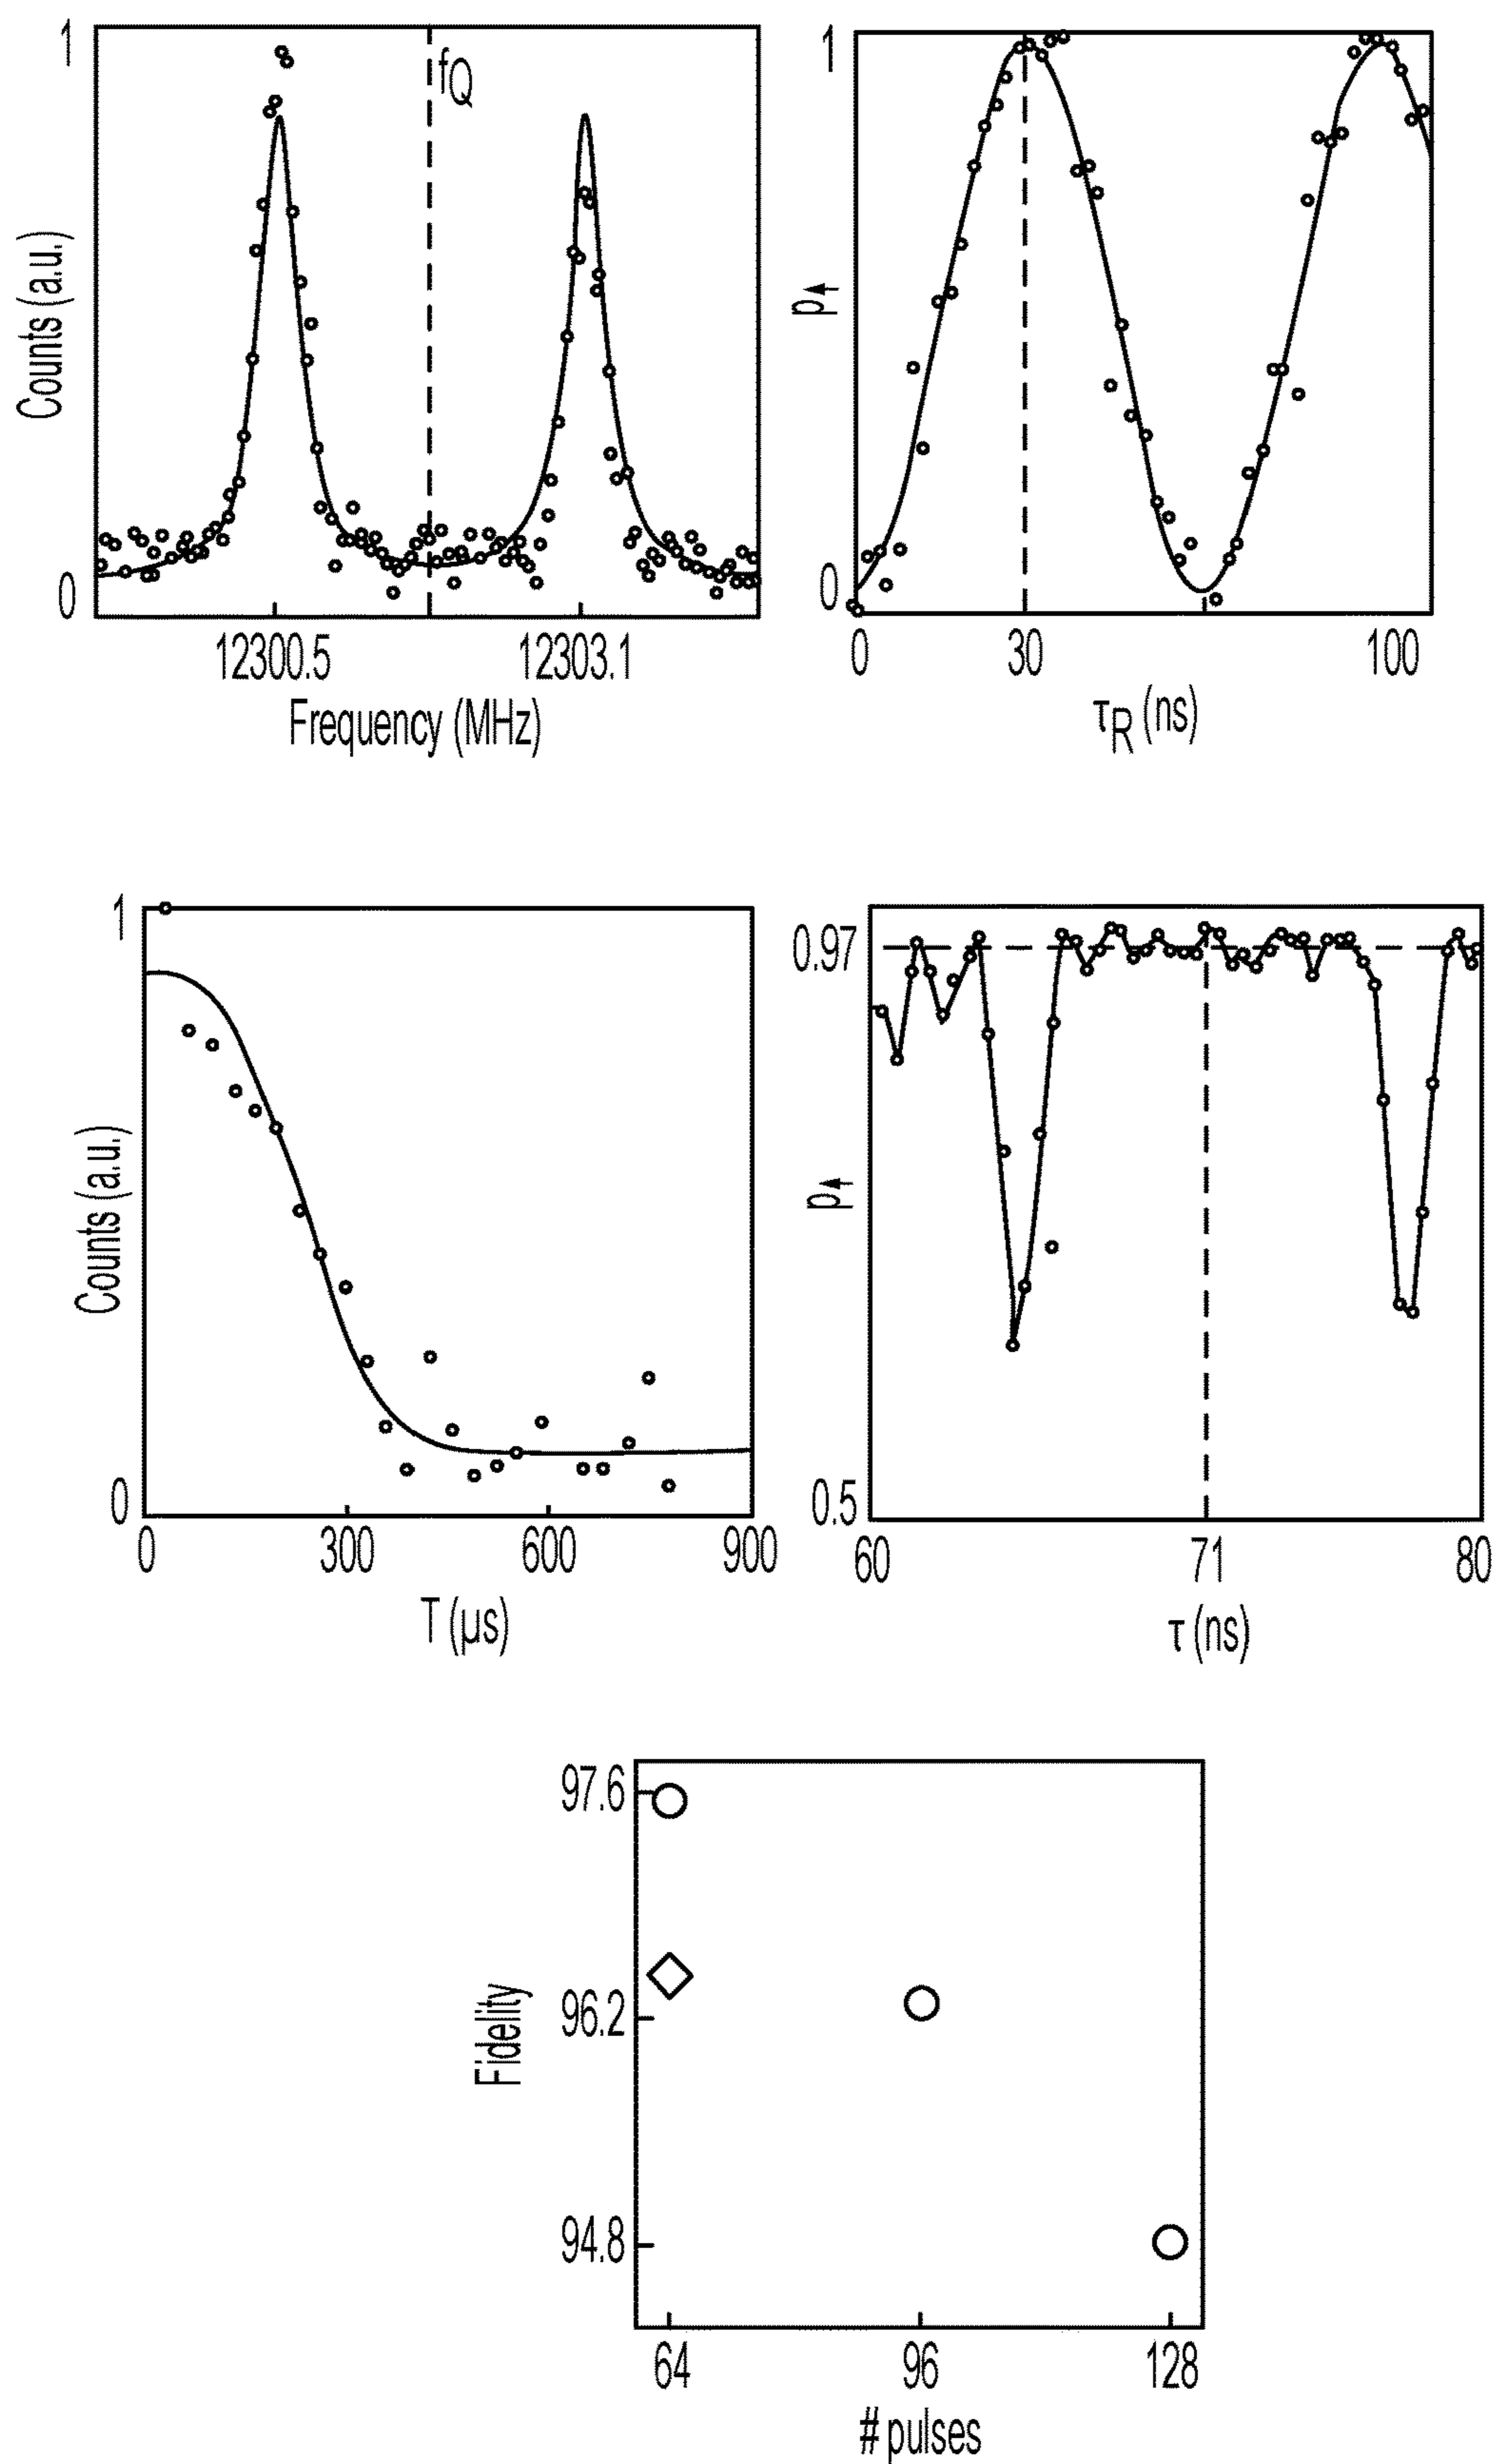 1
fQ
Counts (a.u.)
0
12300.5 12303.1
Frequency (MHz)
1
p↑
0
0 30 100
τR (ns)
1
Counts (a.u.)
0
0 300 600 900
T (µs)
0.97
p↑
0.5
60 71 80
τ (ns)
97.6
Fidelity
96.2
94.8
64 96 128
# pulses